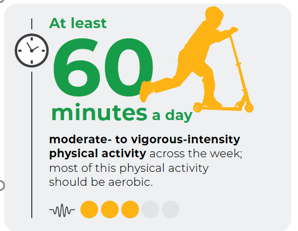 At least
60
minutes a day
moderate- to vigorous-intensity
physical activity across the week;
most of this physical activity
should be aerobic.